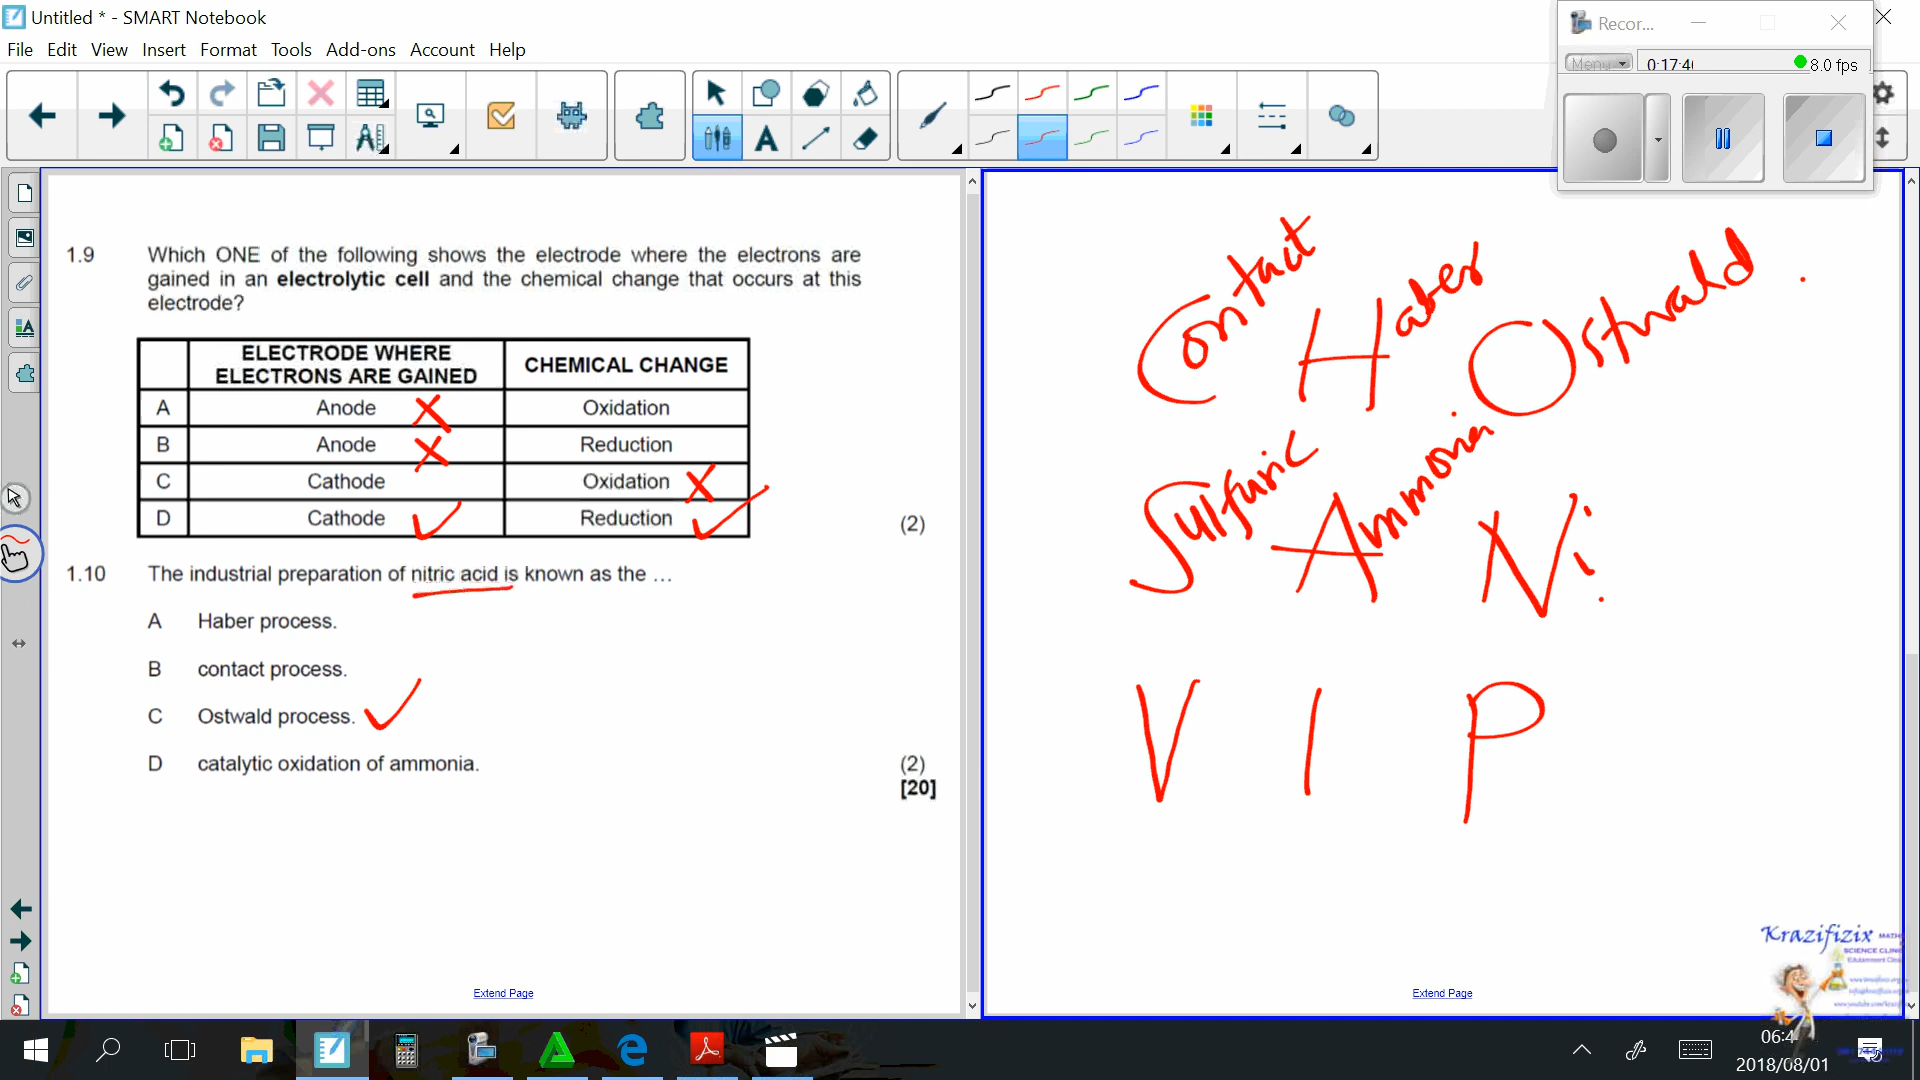 Untitled * - SMART Notebook
File Edit View Insert Format Tools Add-ons Account Help
Recor...
Menu
8.0 fps
1.9 Which ONE of the following shows the electrode where the electrons are
gained in an electrolytic cell and the chemical change that occurs at this
electrode?
ELECTRODE WHERE ELECTRONS ARE GAINED CHEMICAL CHANGE
A Anode Oxidation
B Anode Reduction
C Cathode Oxidation
D Cathode Reduction
(2)
1.10 The industrial preparation of nitric acid is known as the ...
A Haber process.
B contact process.
C Ostwald process.
D catalytic oxidation of ammonia.
(2)
[20]
Extend Page
Contact Haber Ostwald
Sulfuric Ammonia Ni
V I P
Krazifizix
SCIENCE CLINIC
Extend Page
06:4
2018/08/01